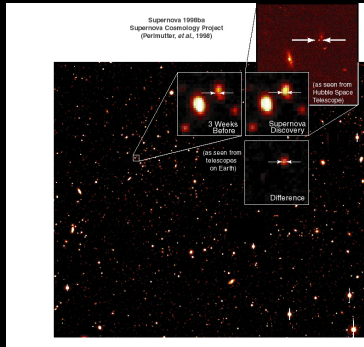 Supernova 1998ba
Supernova Cosmology Project
(Perlmutter, et al., 1998)
(as seen from
Hubble Space
Telescope)
3 Weeks
Before
Supernova
Discovery
(as seen from
telescopes
on Earth)
Difference